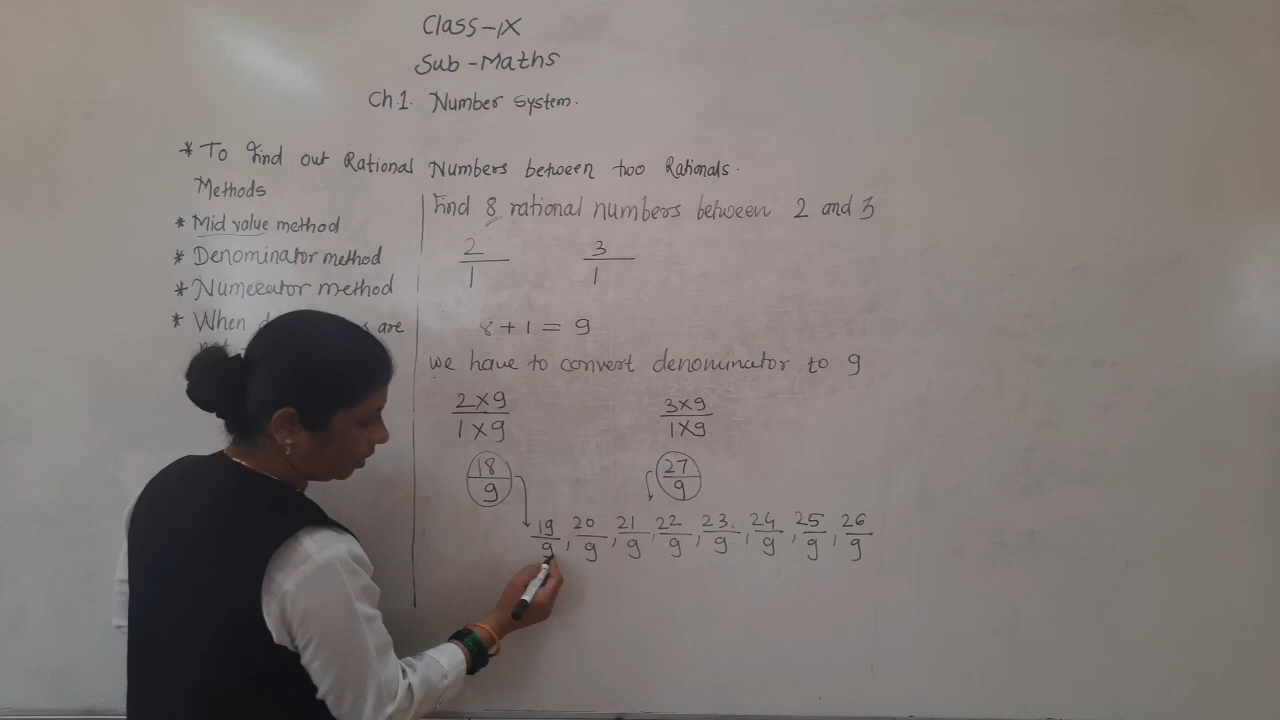 Class-IX
Sub-Maths
Ch.1. Number System.
* To find out Rational Numbers between two Rationals.
Methods
* Mid value method
* Denominator method
* Numerator method
* When are
not
Find 8 rational numbers between 2 and 3
2/1 3/1
8+1=9
we have to convert denominator to 9
2×9/1×9 3×9/1×9
18/9 27/9
19/9, 20/9, 21/9, 22/9, 23/9, 24/9, 25/9, 26/9